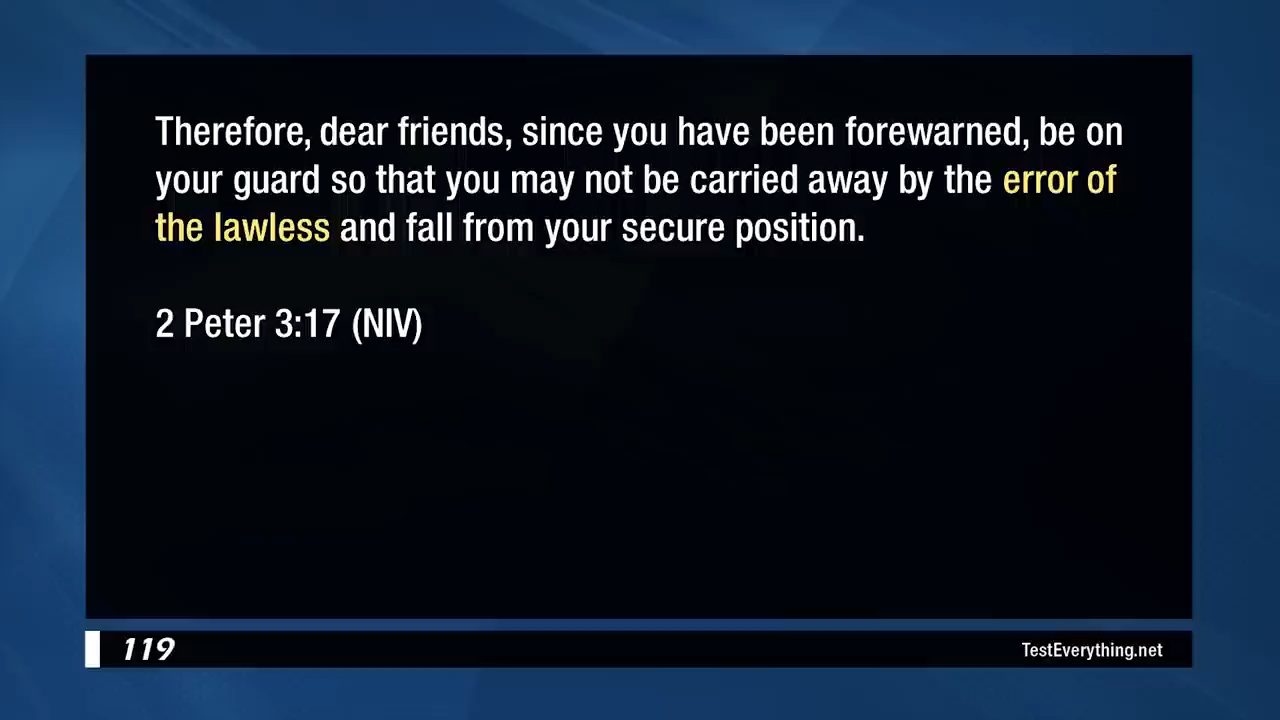 Therefore, dear friends, since you have been forewarned, be on
your guard so that you may not be carried away by the error of
the lawless and fall from your secure position.
2 Peter 3:17 (NIV)
119
TestEverything.net